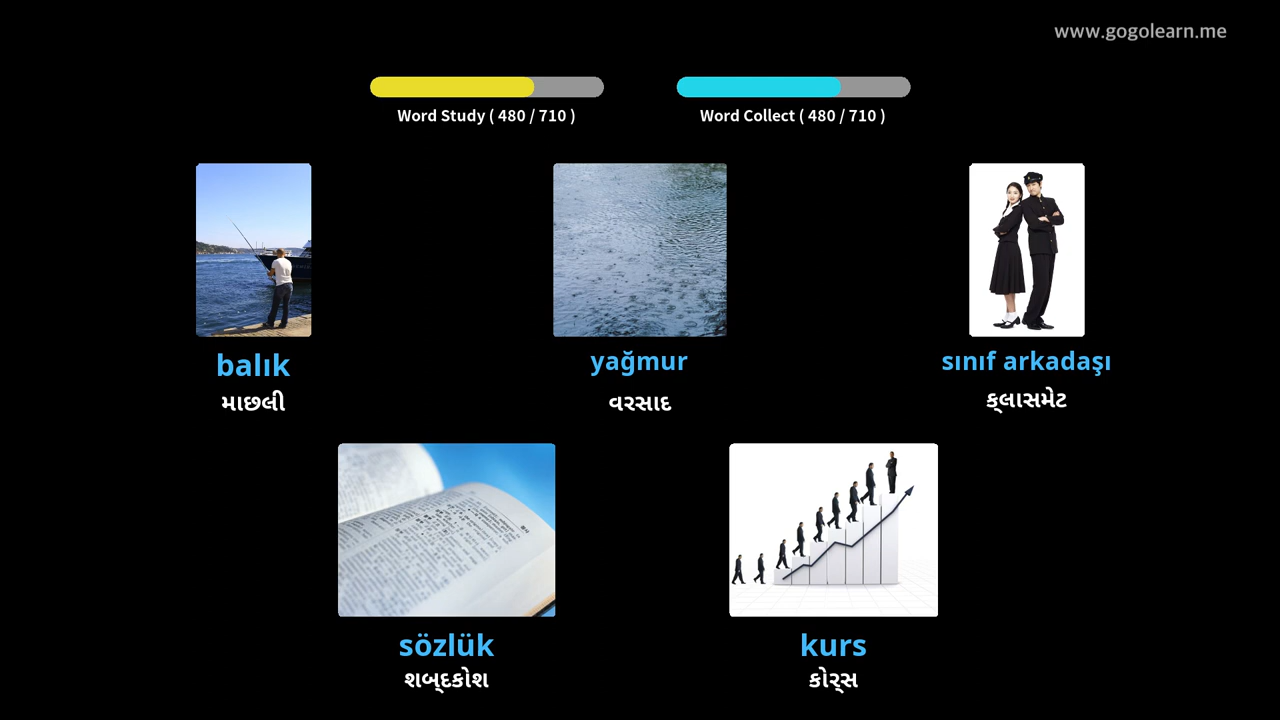 www.gogolearn.me
Word Study ( 480 / 710 )
Word Collect ( 480 / 710 )
balık
માછલી
yağmur
વરસાદ
sınıf arkadaşı
ક્લાસમેટ
sözlük
શબ્દકોશ
kurs
કોર્સ